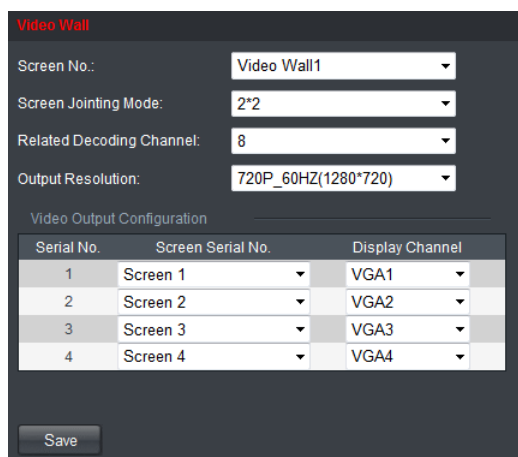 Video Wall
Screen No.: Video Wall1
Screen Jointing Mode: 2*2
Related Decoding Channel: 8
Output Resolution: 720P_60HZ(1280*720)
Video Output Configuration
Serial No. Screen Serial No. Display Channel
1 Screen 1 VGA1
2 Screen 2 VGA2
3 Screen 3 VGA3
4 Screen 4 VGA4
Save